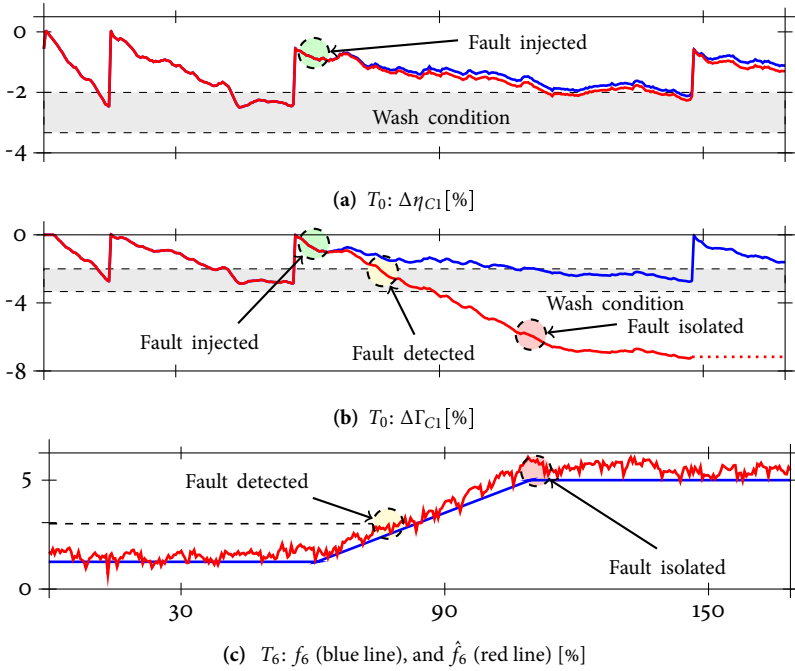 0
-2
-4
Fault injected
Wash condition
(a) T0: ΔηC1[%]
0
-4
-8
Fault injected
Fault detected
Wash condition
Fault isolated
(b) T0: ΔΓC1[%]
5
0
Fault detected
Fault isolated
30 90 150
(c) T6: f6 (blue line), and f̂6 (red line) [%]